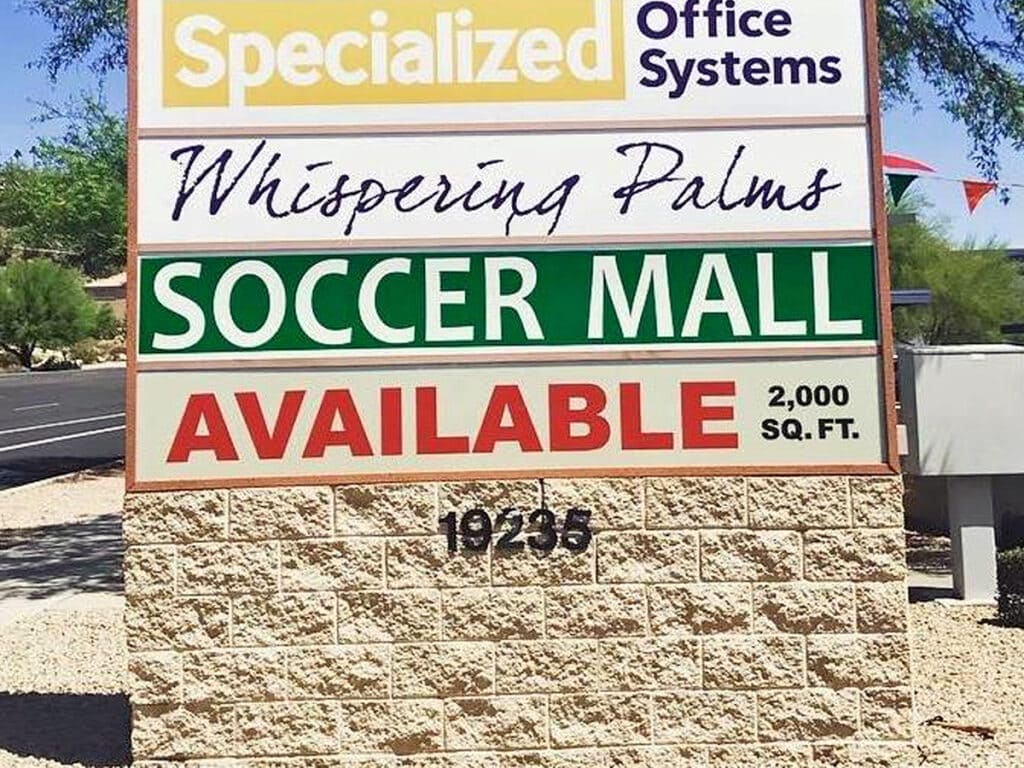 Specialized
Office
Systems
Whispering Palms
SOCCER MALL
AVAILABLE
2,000
SQ. FT.
19235